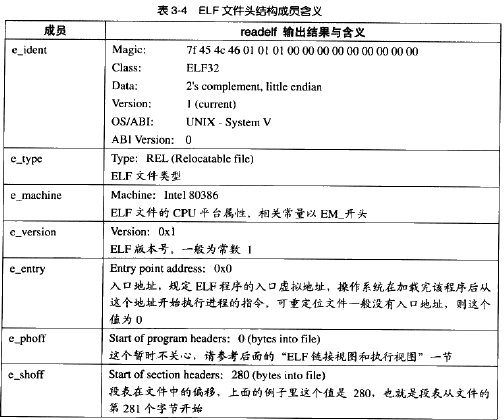 表 3-4 ELF 文件头结构成员含义
成员 readelf 输出结果与含义
e_ident Magic: 7f 45 4c 46 01 01 01 00 00 00 00 00 00 00 00 00
Class: ELF32
Data: 2's complement, little endian
Version: 1 (current)
OS/ABI: UNIX - System V
ABI Version: 0
e_type Type: REL (Relocatable file)
ELF 文件类型
e_machine Machine: Intel 80386
ELF 文件的 CPU 平台属性，相关常量以 EM_开头
e_version Version: 0x1
ELF 版本号。一般为常数 1
e_entry Entry point address: 0x0
入口地址，规定 ELF 程序的入口虚拟地址，操作系统在加载完该程序后从
这个地址开始执行进程的指令。可重定位文件一般没有入口地址，则这个
值为 0
e_phoff Start of program headers: 0 (bytes into file)
这个暂时不关心，请参考后面的“ELF 链接视图和执行视图”一节
e_shoff Start of section headers: 280 (bytes into file)
段表在文件中的偏移，上面的例子里这个值是 280，也就是段表从文件的
第 281 个字节开始